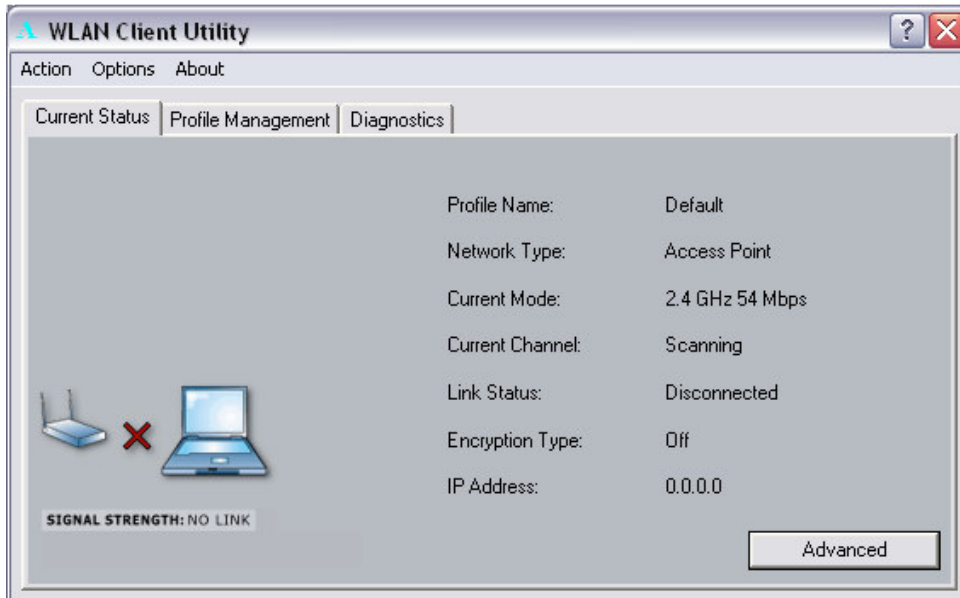 WLAN Client Utility
Action Options About
Current Status Profile Management Diagnostics
Profile Name: Default
Network Type: Access Point
Current Mode: 2.4 GHz 54 Mbps
Current Channel: Scanning
Link Status: Disconnected
Encryption Type: Off
IP Address: 0.0.0.0
SIGNAL STRENGTH: NO LINK
Advanced